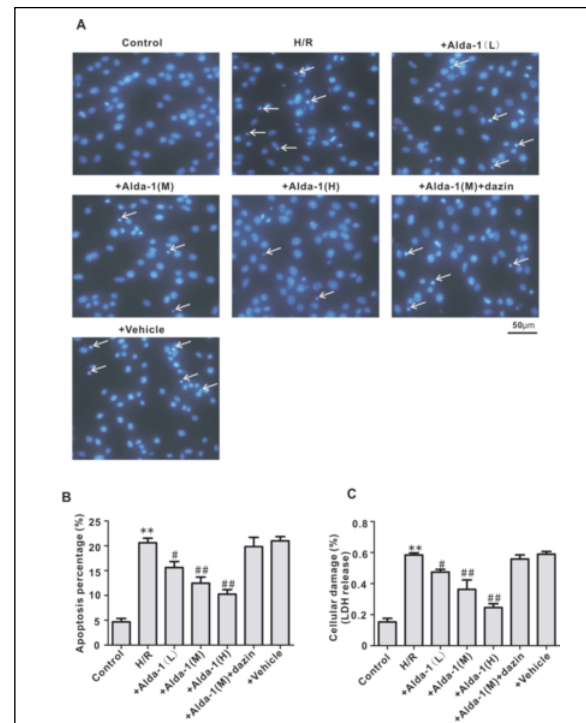 A
Control
H/R
+Alda-1(L)
+Alda-1(M)
+Alda-1(H)
+Alda-1(M)+dazin
50μm
+Vehicle
B
Apoptosis percentage (%)
25
20
15
10
5
0
**
#
##
##
Control
H/R
+Alda-1(L)
+Alda-1(M)
+Alda-1(H)
+Alda-1(M)+dazin
+Vehicle
C
Cellular damage (%)
(LDH release)
0.8
0.6
0.4
0.2
0
**
#
##
##
Control
H/R
+Alda-1(L)
+Alda-1(M)
+Alda-1(H)
+Alda-1(M)+dazin
+Vehicle